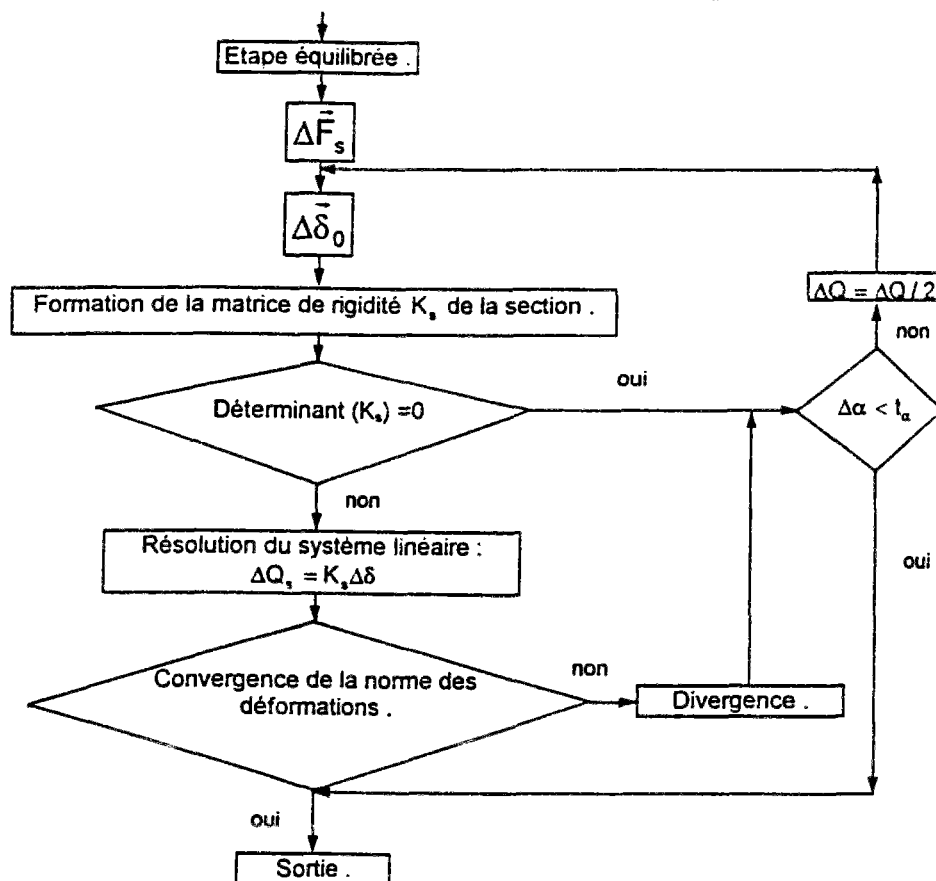 Etape équilibrée .
ΔF⃗ₛ
Δδ⃗₀
Formation de la matrice de rigidité Kₛ de la section .
ΔQ = ΔQ / 2
non
oui
Déterminant (Kₛ) =0
Δα < t_α
non
Résolution du système linéaire :
ΔQₛ = KₛΔδ
oui
Convergence de la norme des
déformations .
non
Divergence .
oui
Sortie .